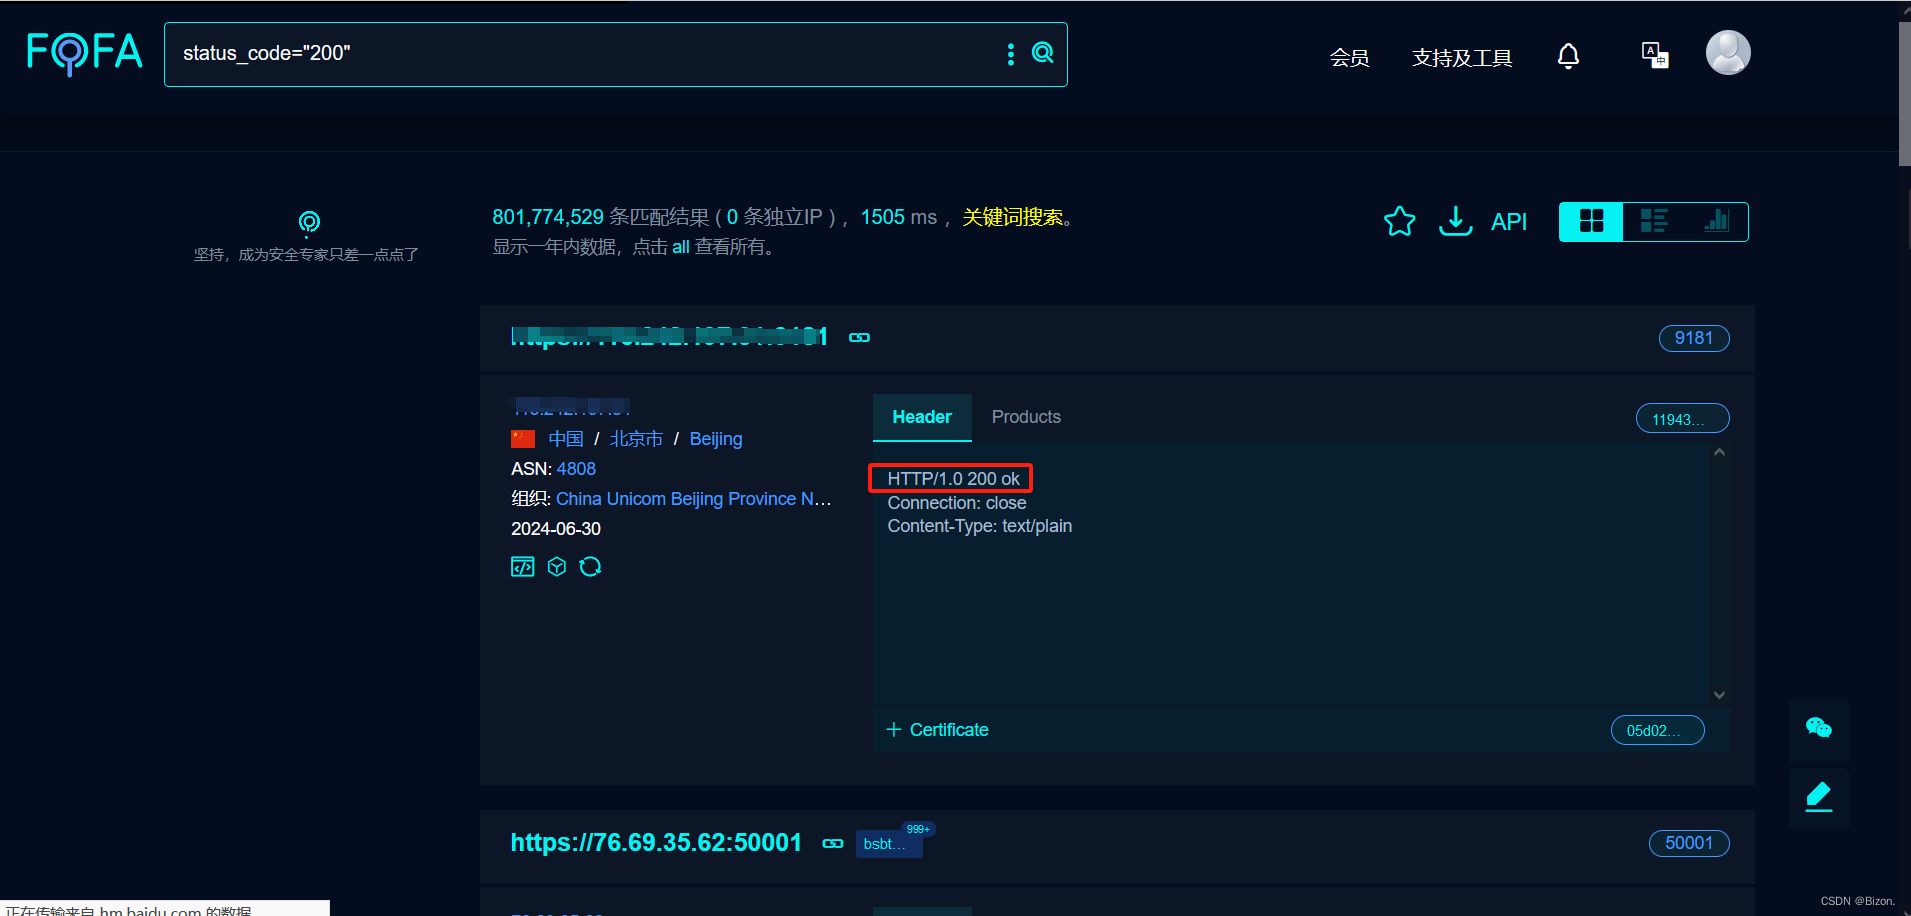 FOFA
status_code="200"
会员
支持及工具
坚持，成为安全专家只差一点点了
801,774,529 条匹配结果 ( 0 条独立IP ) ，1505 ms ，关键词搜索。
显示一年内数据，点击 all 查看所有。
API
9181
中国 / 北京市 / Beijing
ASN: 4808
组织: China Unicom Beijing Province N...
2024-06-30
Header
Products
11943...
HTTP/1.0 200 ok
Connection: close
Content-Type: text/plain
+ Certificate
05d02...
https://76.69.35.62:50001
bsbt...
999+
50001
正在传输来自 hm.baidu.com 的数据
CSDN @Bizon.